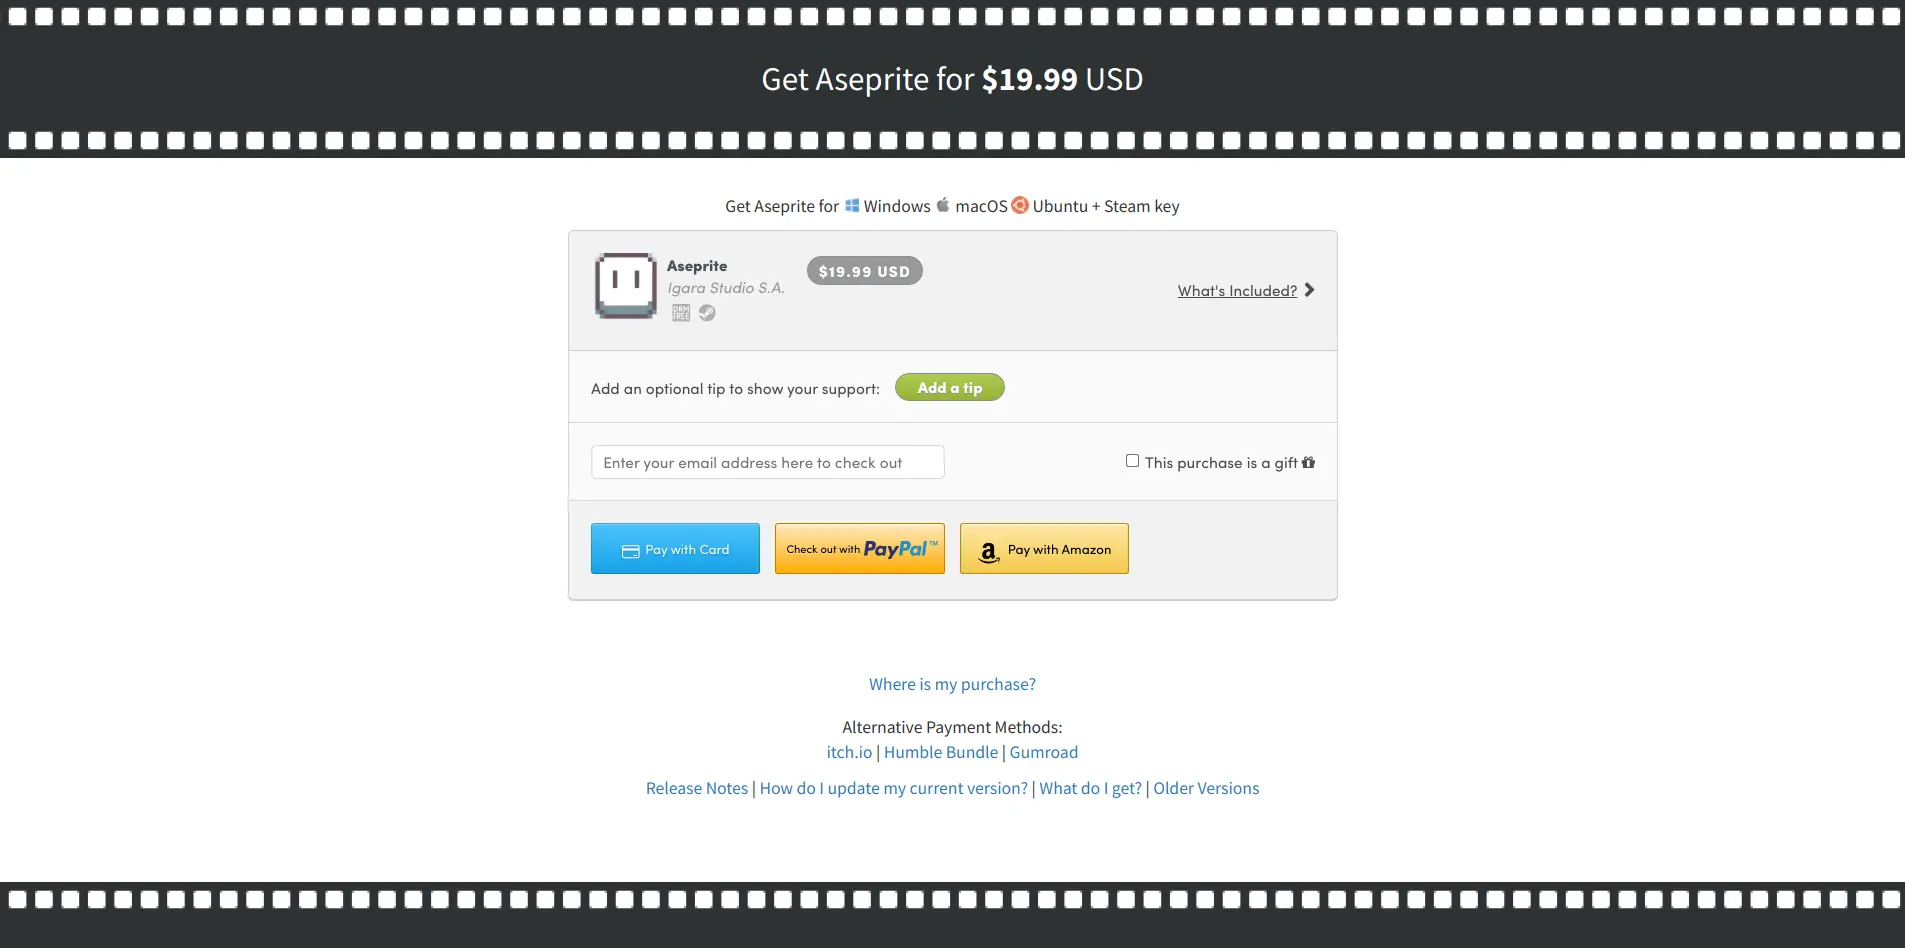 Get Aseprite for $19.99 USD
Get Aseprite for Windows macOS Ubuntu + Steam key
Aseprite
$19.99 USD
Igara Studio S.A.
DRM FREE
What's Included?
Add an optional tip to show your support:
Add a tip
Enter your email address here to check out
This purchase is a gift
Pay with Card
Check out with PayPal™
Pay with Amazon
Where is my purchase?
Alternative Payment Methods:
itch.io | Humble Bundle | Gumroad
Release Notes | How do I update my current version? | What do I get? | Older Versions